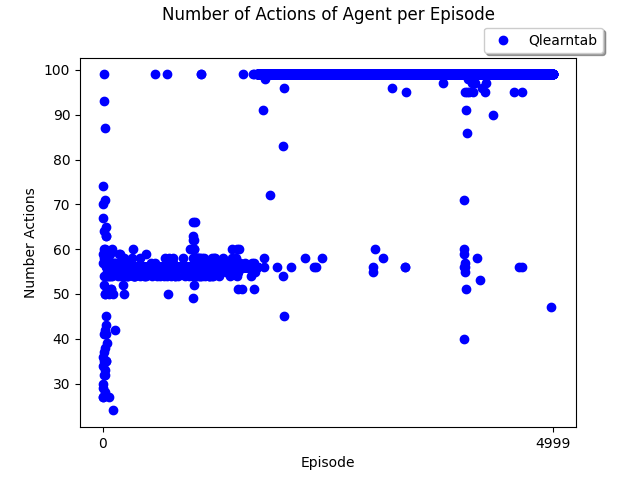 Number of Actions of Agent per Episode
Qlearntab
100
90
80
70
60
50
40
30
Number Actions
0
4999
Episode